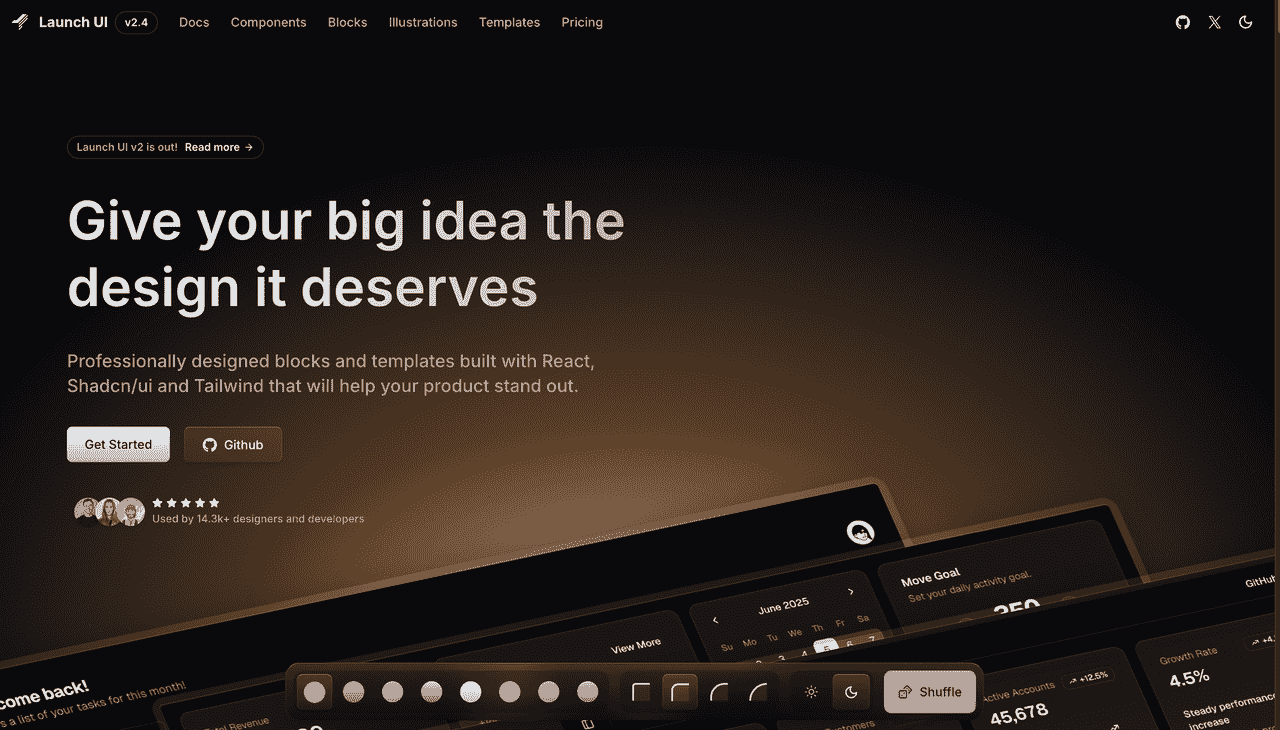 Launch UI
v2.4
Docs
Components
Blocks
Illustrations
Templates
Pricing
Launch UI v2 is out! Read more →
Give your big idea the
design it deserves
Professionally designed blocks and templates built with React,
Shadcn/ui and Tailwind that will help your product stand out.
Get Started
Github
Used by 14.3k+ designers and developers
Move Goal
Set your daily activity goal.
350
June 2025
Su Mo Tu We Th Fr Sa
4 5 6 7
View More
come back!
a list of your tasks for this month!
Revenue
GitHub
Growth Rate
4.5%
Steady performance
increase
Active Accounts
+12.5%
45,678
Shuffle